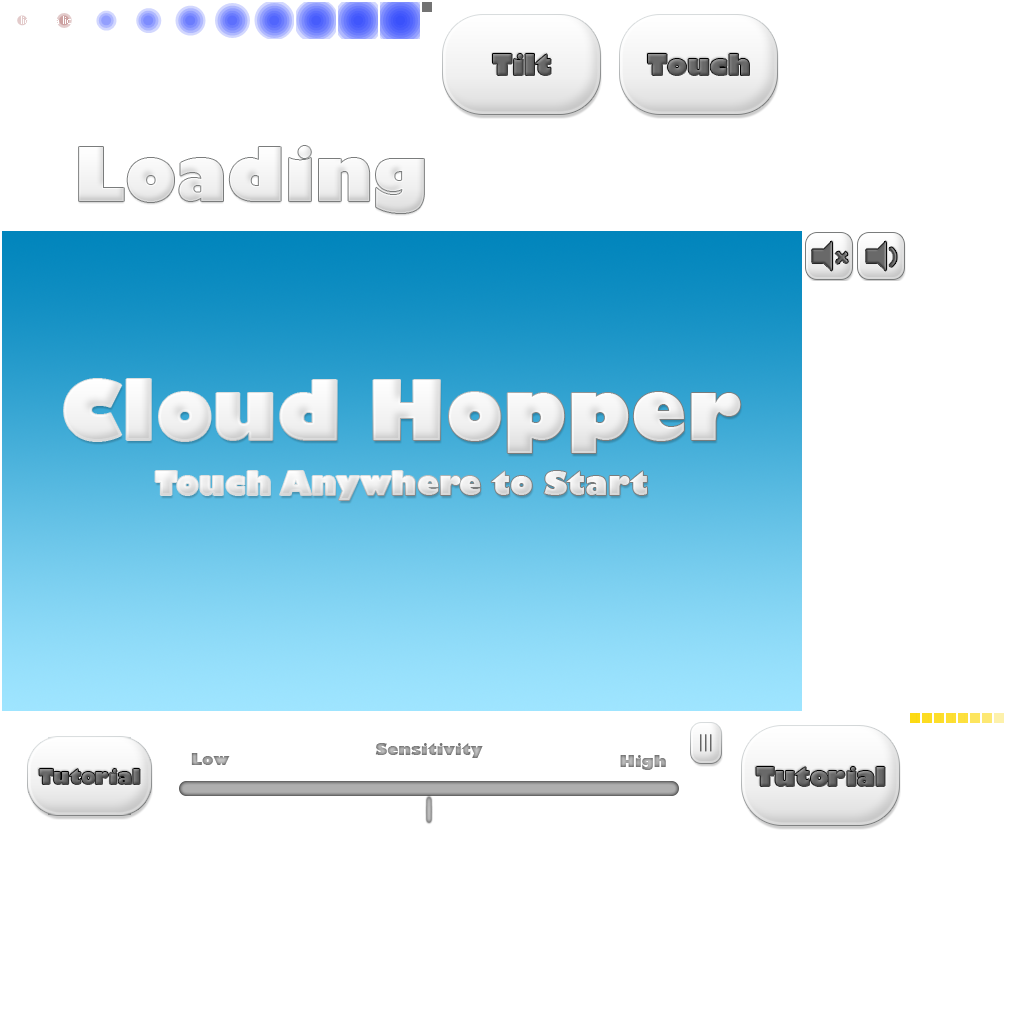 Tilt
Touch
Loading
Cloud Hopper
Touch Anywhere to Start
Tutorial
Low
Sensitivity
High
Tutorial